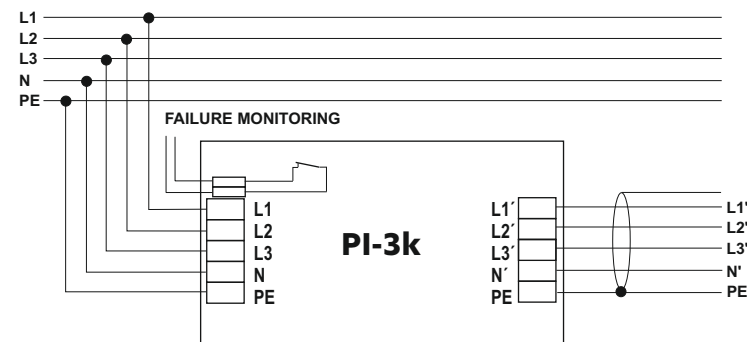 L1
L2
L3
N
PE
FAILURE MONITORING
L1
L2
L3
N
PE
PI-3k
L1´
L2´
L3´
N´
PE
L1'
L2'
L3'
N'
PE